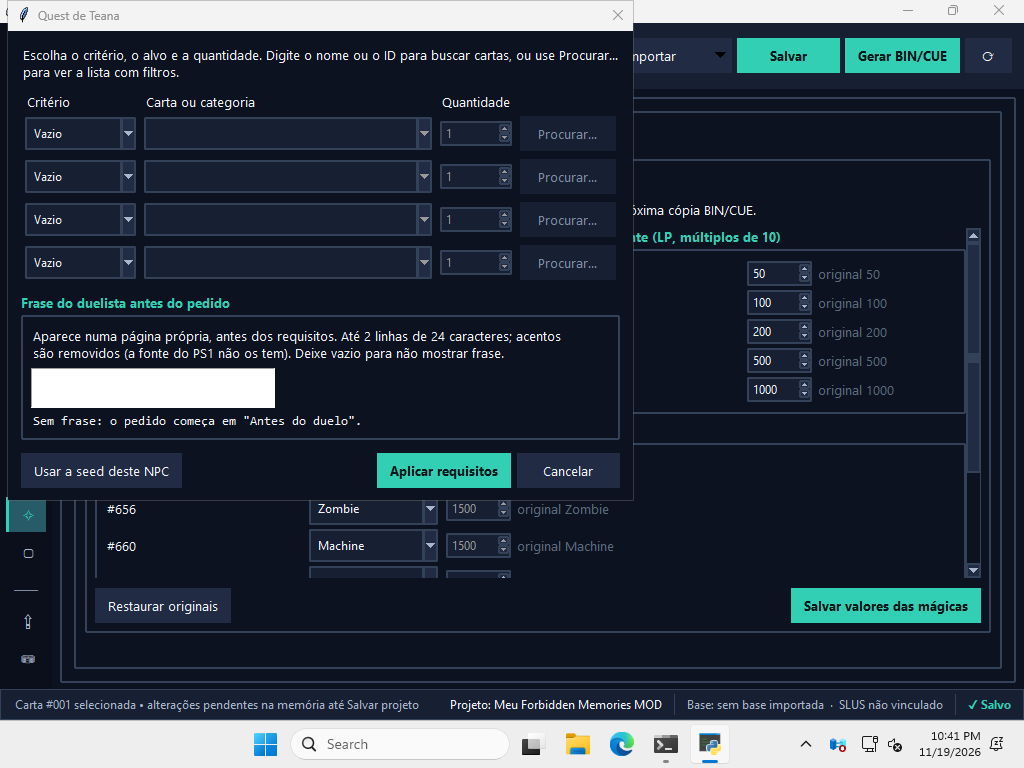 Quest de Teana
Escolha o critério, o alvo e a quantidade. Digite o nome ou o ID para buscar cartas, ou use Procurar...
para ver a lista com filtros.
Critério Carta ou categoria Quantidade
Vazio 1 Procurar...
Vazio 1 Procurar...
Vazio 1 Procurar...
Vazio 1 Procurar...
Frase do duelista antes do pedido
Aparece numa página própria, antes dos requisitos. Até 2 linhas de 24 caracteres; acentos
são removidos (a fonte do PS1 não os tem). Deixe vazio para não mostrar frase.
Sem frase: o pedido começa em "Antes do duelo".
Usar a seed deste NPC Aplicar requisitos Cancelar
mportar Salvar Gerar BIN/CUE
óxima cópia BIN/CUE.
nte (LP, múltiplos de 10)
50 original 50
100 original 100
200 original 200
500 original 500
1000 original 1000
#656 Zombie 1500 original Zombie
#660 Machine 1500 original Machine
Restaurar originais Salvar valores das mágicas
Carta #001 selecionada • alterações pendentes na memória até Salvar projeto Projeto: Meu Forbidden Memories MOD Base: sem base importada · SLUS não vinculado ✓ Salvo
Search
10:41 PM
11/19/2026